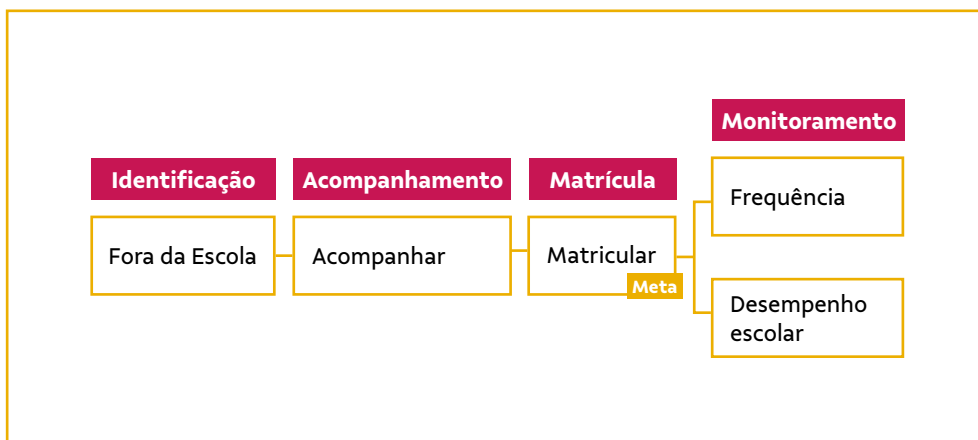 Identificação
Fora da Escola
Acompanhamento
Acompanhar
Matrícula
Matricular
Meta
Monitoramento
Frequência
Desempenho
escolar